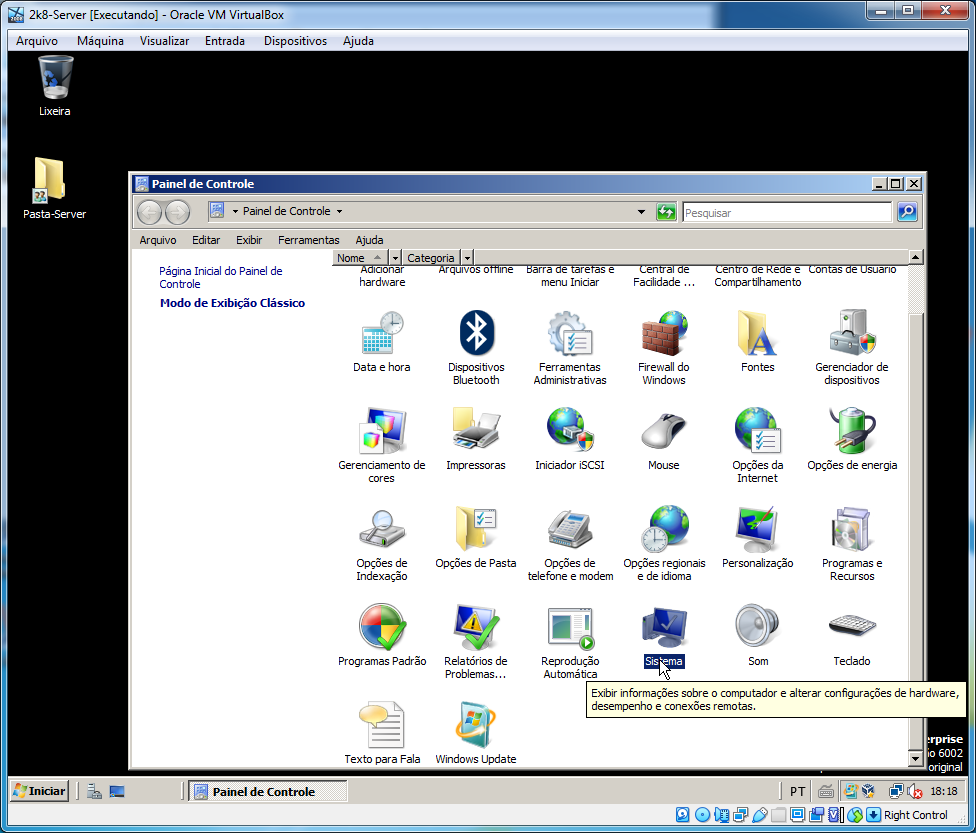 2k8-Server [Executando] - Oracle VM VirtualBox
Arquivo Máquina Visualizar Entrada Dispositivos Ajuda
Lixeira
Pasta-Server
Painel de Controle
Painel de Controle
Pesquisar
Arquivo Editar Exibir Ferramentas Ajuda
Página Inicial do Painel de
Controle
Modo de Exibição Clássico
Nome Categoria
Adicionar
hardware
Arquivos offline
Barra de tarefas e
menu Iniciar
Central de
Facilidade ...
Centro de Rede e
Compartilhamento
Contas de Usuário
Data e hora
Dispositivos
Bluetooth
Ferramentas
Administrativas
Firewall do
Windows
Fontes
Gerenciador de
dispositivos
Gerenciamento de
cores
Impressoras
Iniciador iSCSI
Mouse
Opções da
Internet
Opções de energia
Opções de
Indexação
Opções de Pasta
Opções de
telefone e modem
Opções regionais
e de idioma
Personalização
Programas e
Recursos
Programas Padrão
Relatórios de
Problemas...
Reprodução
Automática
Sistema
Som
Teclado
Exibir informações sobre o computador e alterar configurações de hardware,
desempenho e conexões remotas.
Texto para Fala
Windows Update
erprise
o 6002
original
Iniciar
Painel de Controle
PT
18:18
Right Control